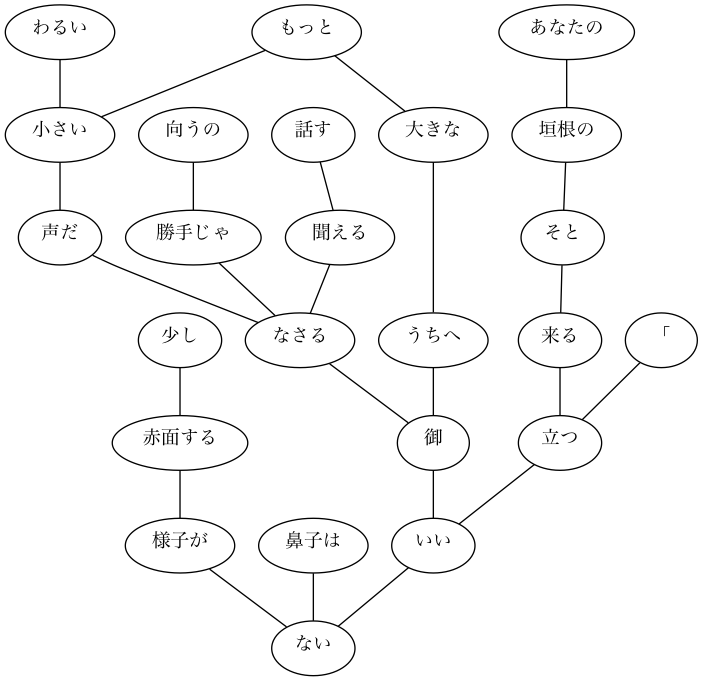 わるい
もっと
あなたの
小さい
向うの
話す
大きな
垣根の
声だ
勝手じゃ
聞える
そと
少し
なさる
うちへ
来る
「
赤面する
御
立つ
様子が
鼻子は
いい
ない